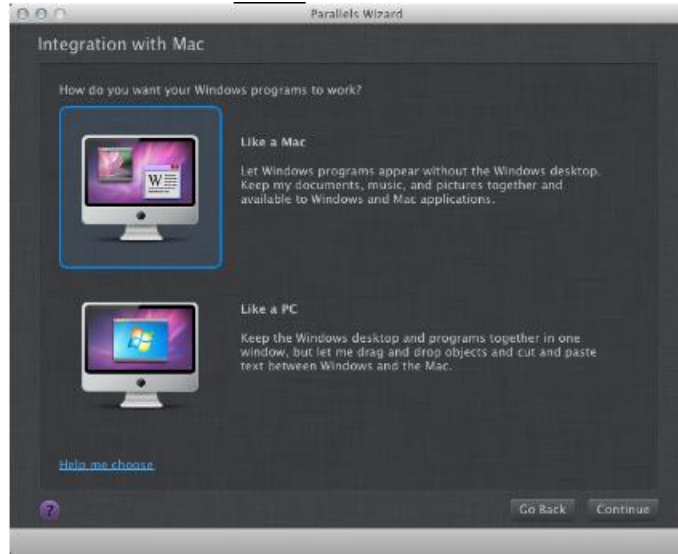 Parallels Wizard
Integration with Mac
How do you want your Windows programs to work?
Like a Mac
Let Windows programs appear without the Windows desktop.
Keep my documents, music, and pictures together and
available to Windows and Mac applications.
W
Like a PC
Keep the Windows desktop and programs together in one
window, but let me drag and drop objects and cut and paste
text between Windows and the Mac.
Help me choose
?
Go Back
Continue